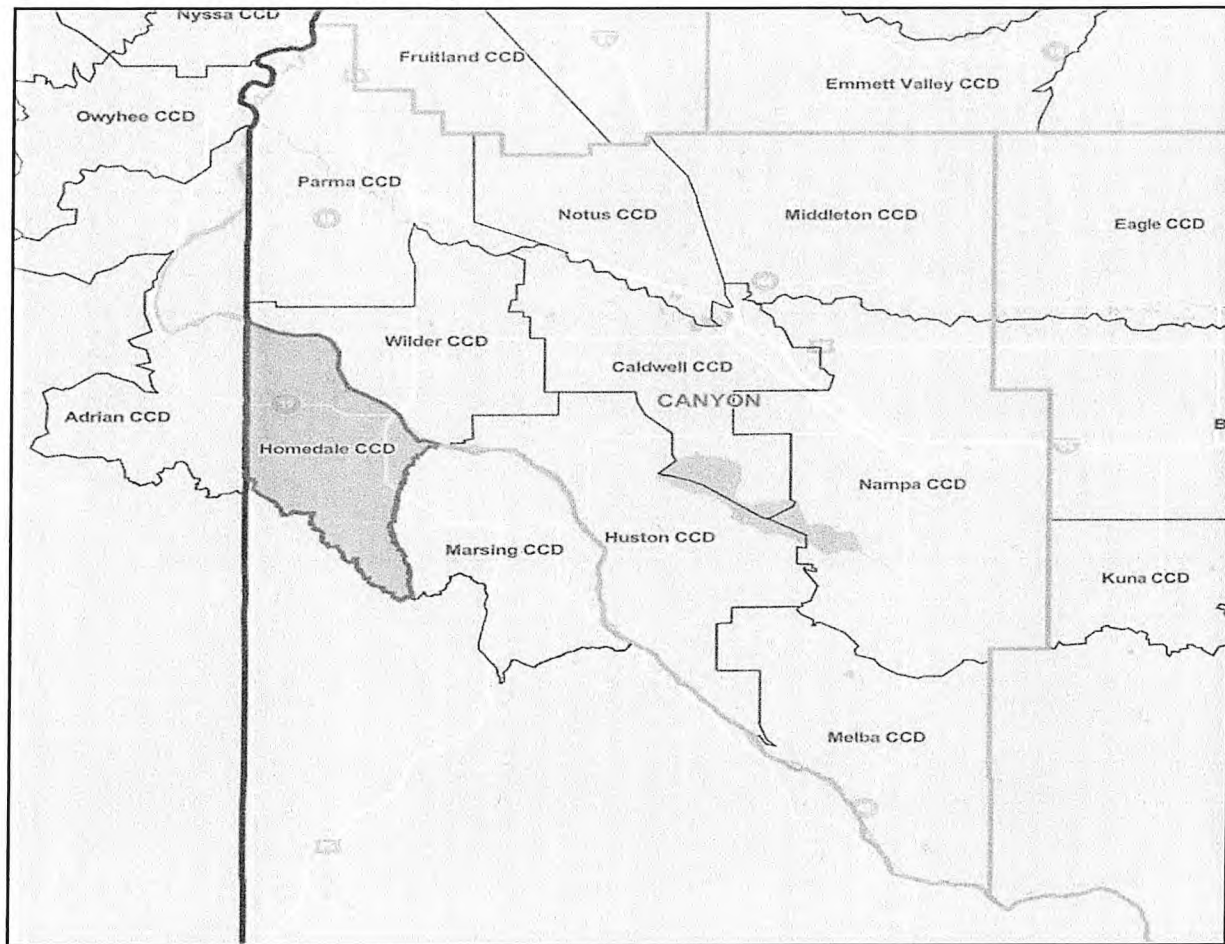 Nyssa CCD
Fruitland CCD
Emmett Valley CCD
Owyhee CCD
Parma CCD
Notus CCD
Middleton CCD
Eagle CCD
Wilder CCD
Caldwell CCD
CANYON
Adrian CCD
B
Homedale CCD
Nampa CCD
Marsing CCD
Huston CCD
Kuna CCD
Melba CCD